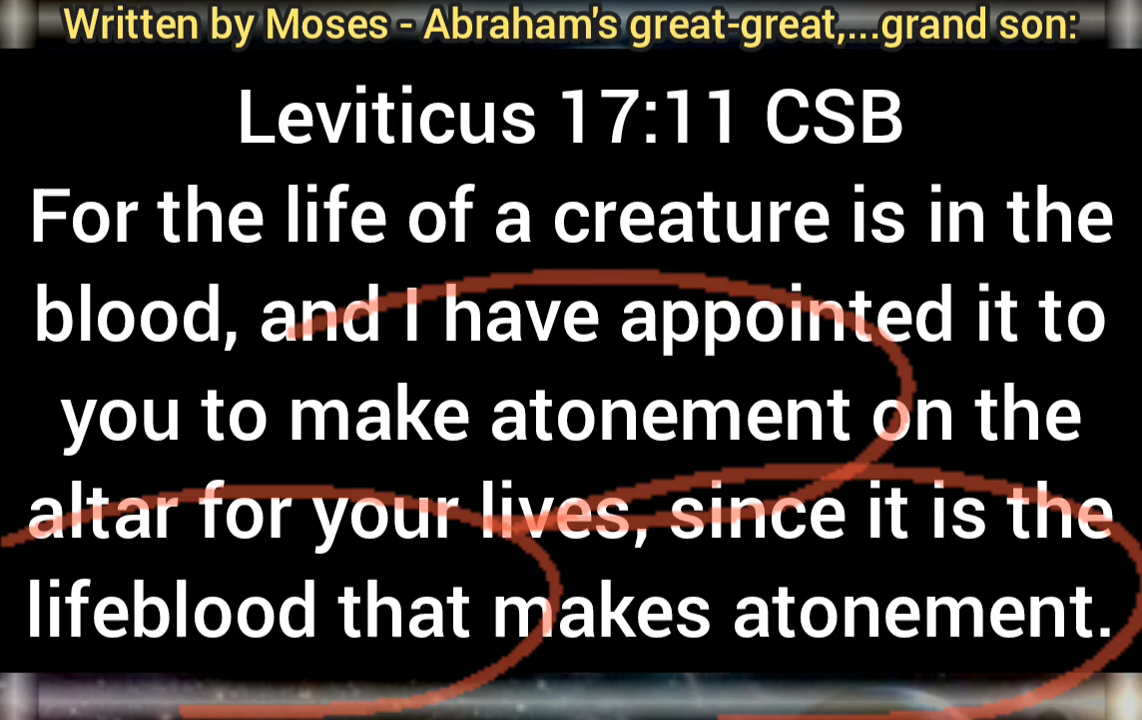 Written by Moses - Abraham's great-great,...grand son:
Leviticus 17:11 CSB
For the life of a creature is in the
blood, and I have appointed it to
you to make atonement on the
altar for your lives, since it is the
lifeblood that makes atonement.